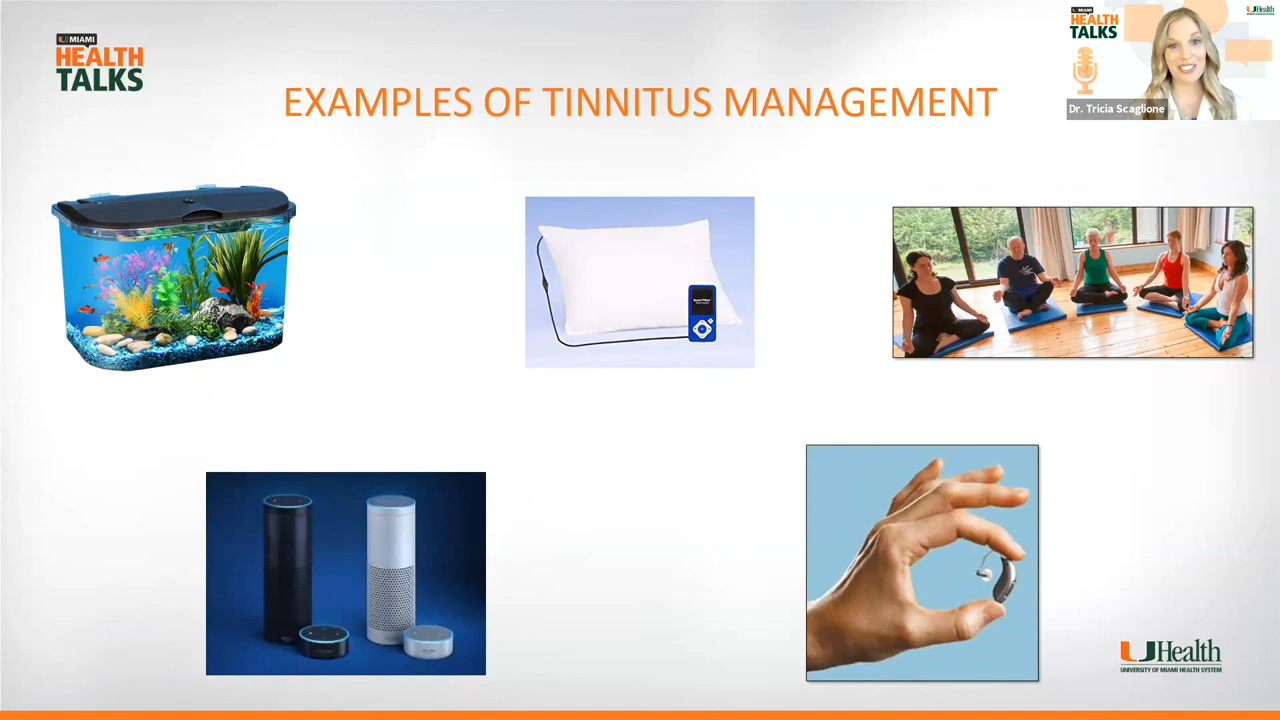 U MIAMI
HEALTH
TALKS
EXAMPLES OF TINNITUS MANAGEMENT
U MIAMI
HEALTH
TALKS
UHealth
Dr. Tricia Scaglione
UHealth
UNIVERSITY OF MIAMI HEALTH SYSTEM